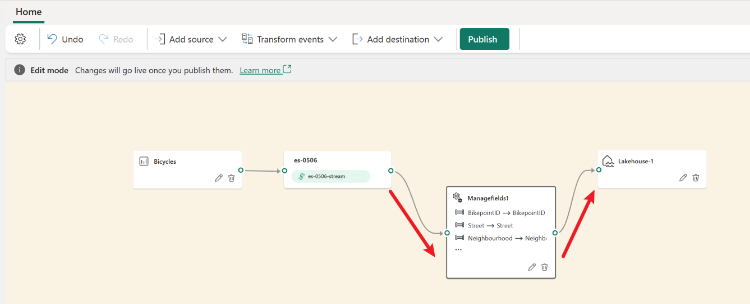 Home
Undo Redo Add source Transform events Add destination Publish
Edit mode Changes will go live once you publish them. Learn more
Bicycles
es-0506
es-0506-stream
Managefields1
BikepointID → BikepointID
Street → Street
Neighbourhood → Neighb
...
Lakehouse-1